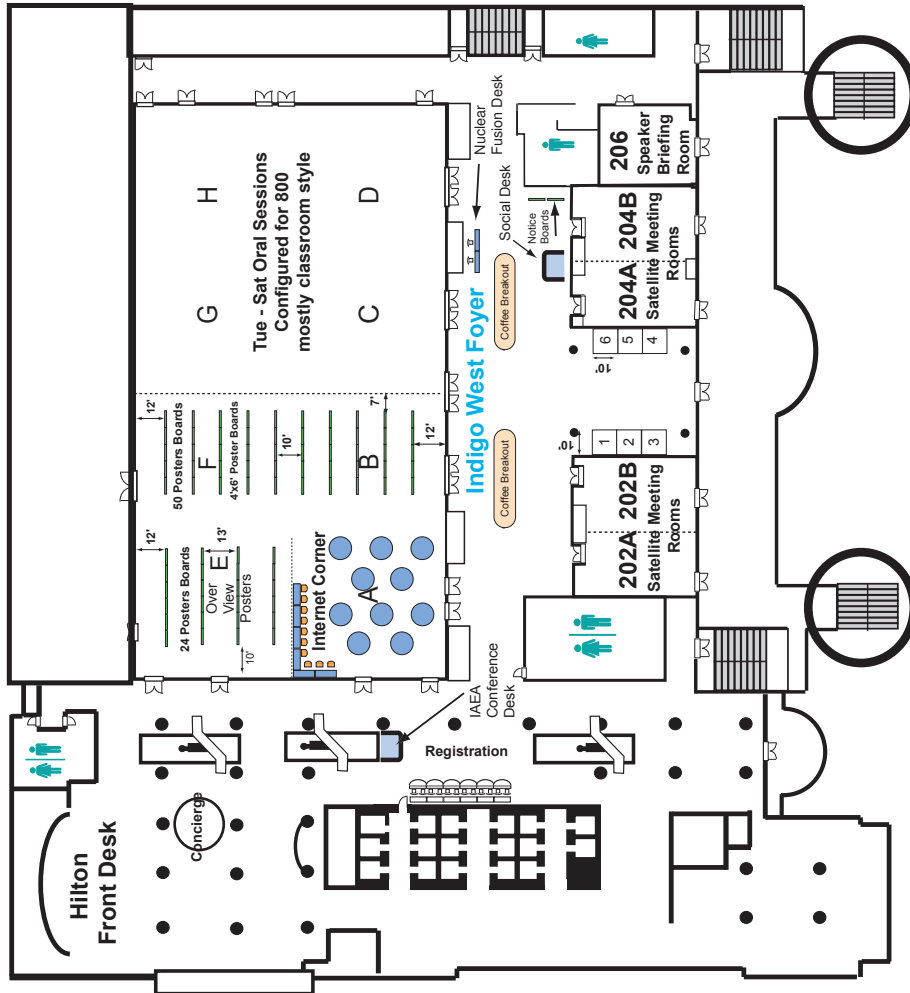 Nuclear
Fusion Desk
Social Desk
Notice
Boards
206
Speaker
Briefing
Room
H
D
G
C
Tue - Sat Oral Sessions
Configured for 800
mostly classroom style
204A 204B
Satellite Meeting
Rooms
Indigo West Foyer
Coffee Breakout
Coffee Breakout
6
5
4
10'
1
2
3
10'
12'
50 Posters Boards
F
4'x6' Poster Boards
10'
B
7'
12'
202A 202B
Satellite Meeting
Rooms
12'
24 Posters Boards
13'
E
Over
View
Posters
10'
Internet Corner
A
IAEA
Conference
Desk
Registration
Concierge
Hilton
Front Desk